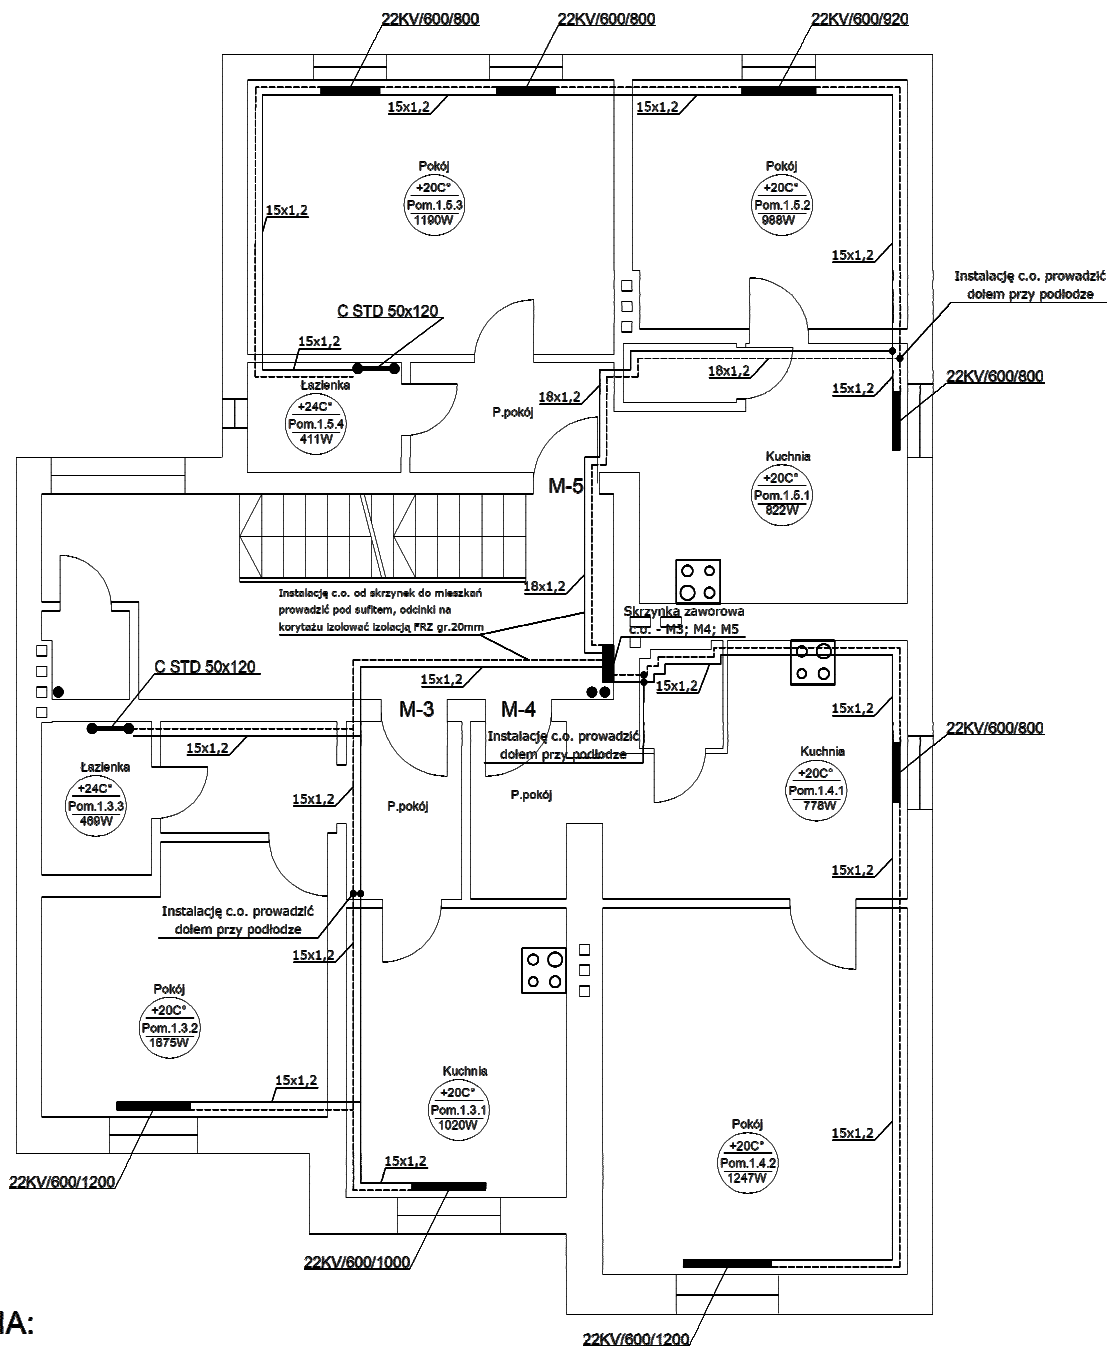 22KV/600/800
22KV/600/800
22KV/600/920
15x1,2
15x1,2
Pokój
+20C°
Pom.1.5.3
1190W
Pokój
+20C°
Pom.1.5.2
988W
15x1,2
15x1,2
Instalację c.o. prowadzić
dołem przy podłodze
C STD 50x120
15x1,2
18x1,2
15x1,2
22KV/600/800
Łazienka
+24C°
Pom.1.5.4
411W
18x1,2
P.pokój
Kuchnia
+20C°
Pom.1.5.1
822W
M-5
18x1,2
Instalację c.o. od skrzynek do mieszkań
prowadzić pod sufitem, odcinki na
korytażu izolować izolacją FRZ gr.20mm
Skrzynka zaworowa
c.o. - M3; M4; M5
C STD 50x120
15x1,2
15x1,2
M-3
M-4
15x1,2
22KV/600/800
Instalację c.o. prowadzić
dołem przy podłodze
15x1,2
Łazienka
+24C°
Pom.1.3.3
469W
15x1,2
P.pokój
P.pokój
Kuchnia
+20C°
Pom.1.4.1
778W
15x1,2
Instalację c.o. prowadzić
dołem przy podłodze
15x1,2
Pokój
+20C°
Pom.1.3.2
1675W
15x1,2
Kuchnia
+20C°
Pom.1.3.1
1020W
15x1,2
Pokój
+20C°
Pom.1.4.2
1247W
15x1,2
22KV/600/1200
22KV/600/1000
22KV/600/1200
IA: